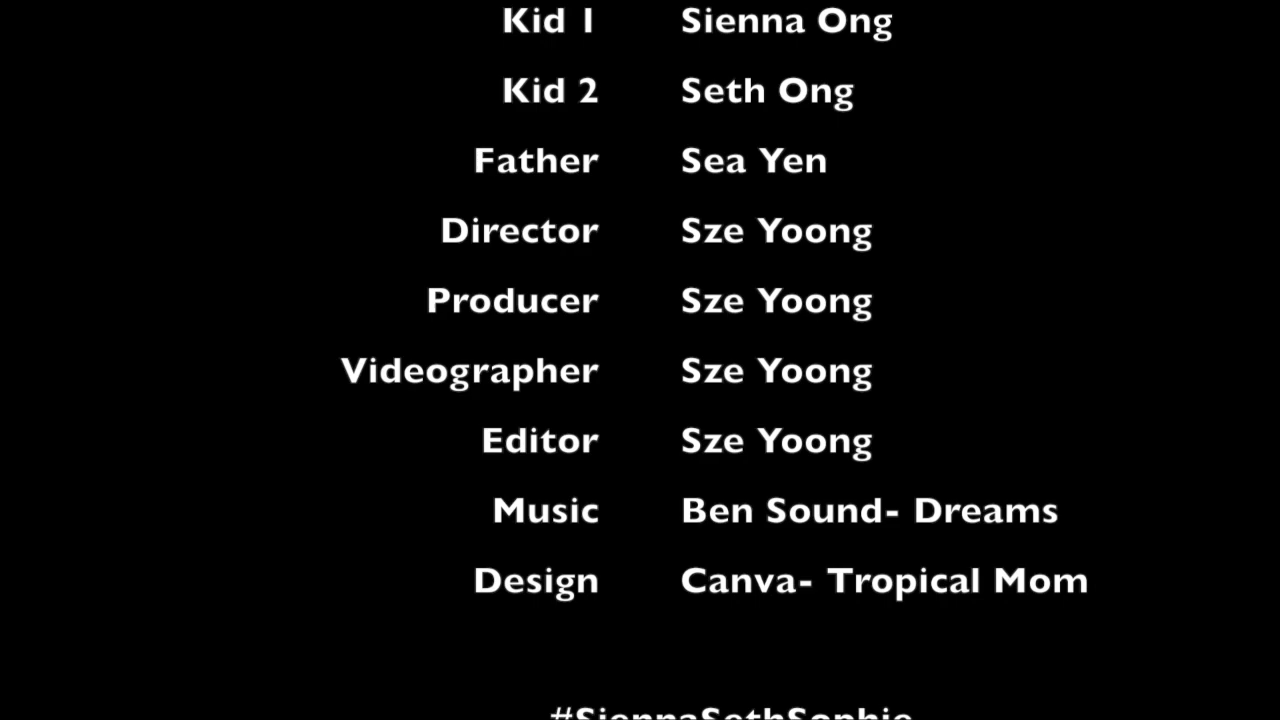 Kid 1 Sienna Ong
Kid 2 Seth Ong
Father Sea Yen
Director Sze Yoong
Producer Sze Yoong
Videographer Sze Yoong
Editor Sze Yoong
Music Ben Sound- Dreams
Design Canva- Tropical Mom
#SiennaSethSophie